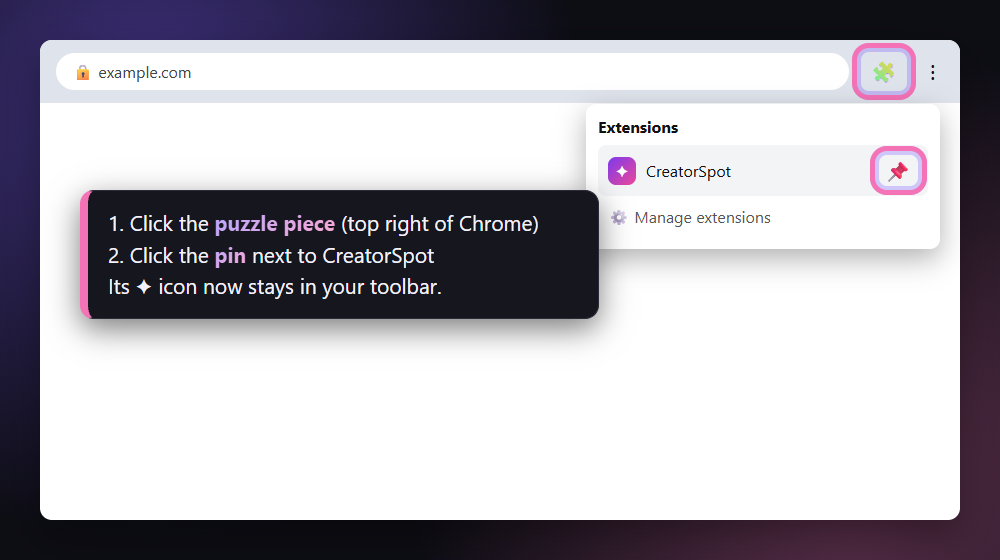 example.com
Extensions
CreatorSpot
Manage extensions
1. Click the puzzle piece (top right of Chrome)
2. Click the pin next to CreatorSpot
Its ✦ icon now stays in your toolbar.